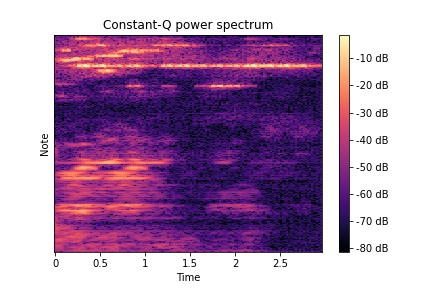 Constant-Q power spectrum
Note
-10 dB
-20 dB
-30 dB
-40 dB
-50 dB
-60 dB
-70 dB
-80 dB
0
0.5
1
1.5
2
2.5
Time